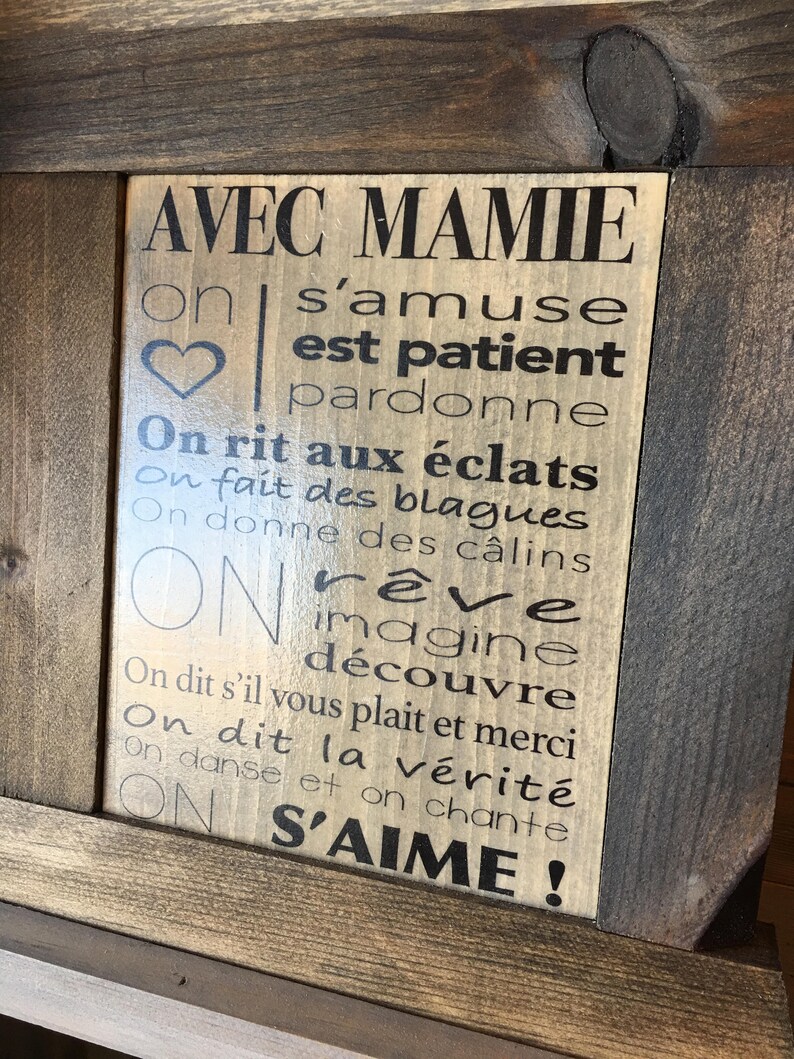 AVEC MAMIE
on s'amuse
est patient
pardonne
On rit aux éclats
On fait des blagues
On donne des câlins
ON rêve
imagine
découvre
On dit s'il vous plait et merci
On dit la vérité
On danse et on chante
ON S'AIME !